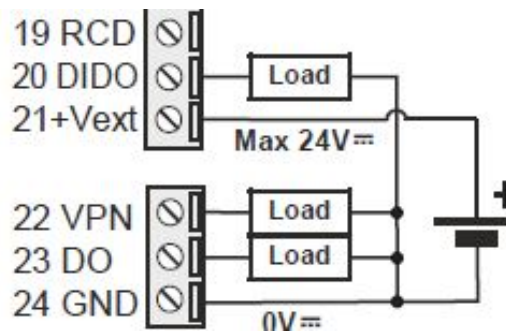 19 RCD
20 DIDO
Load
21+Vext
Max 24V⎓
+
22 VPN
Load
23 DO
Load
24 GND
0V⎓